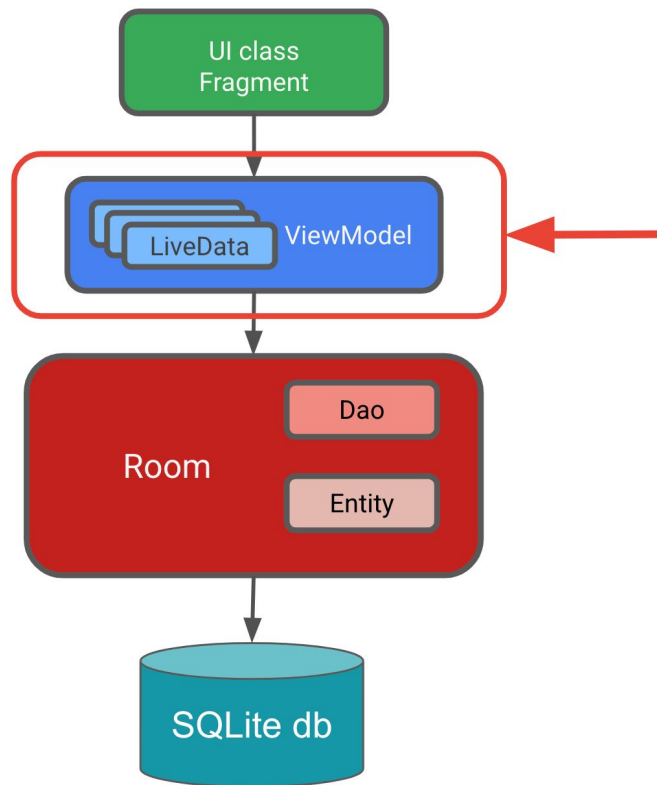 UI class
Fragment
LiveData
ViewModel
Dao
Room
Entity
SQLite db